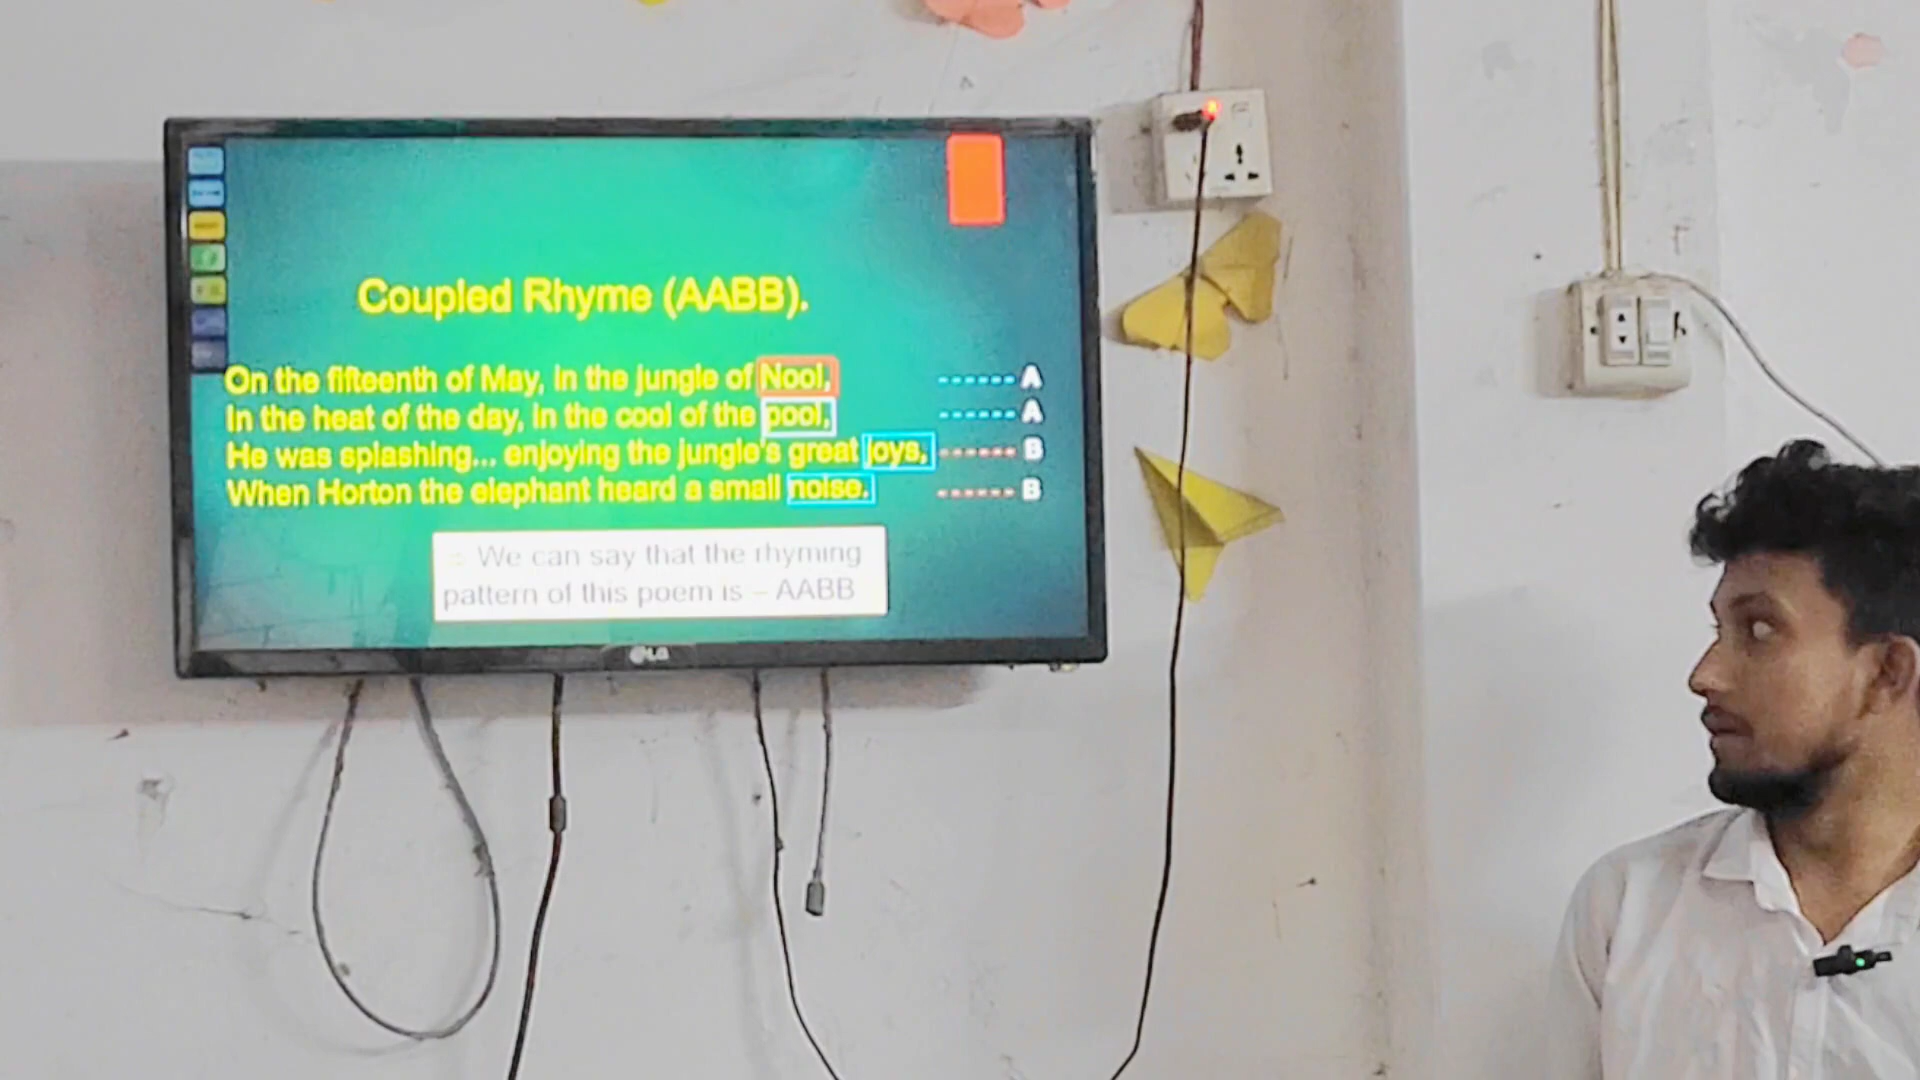 Coupled Rhyme (AABB).
On the fifteenth of May, in the jungle of Nool, ------ A
In the heat of the day, in the cool of the pool, ------ A
He was splashing... enjoying the jungle's great joys, ------ B
When Horton the elephant heard a small noise. ------ B
We can say that the rhyming
pattern of this poem is – AABB
LG